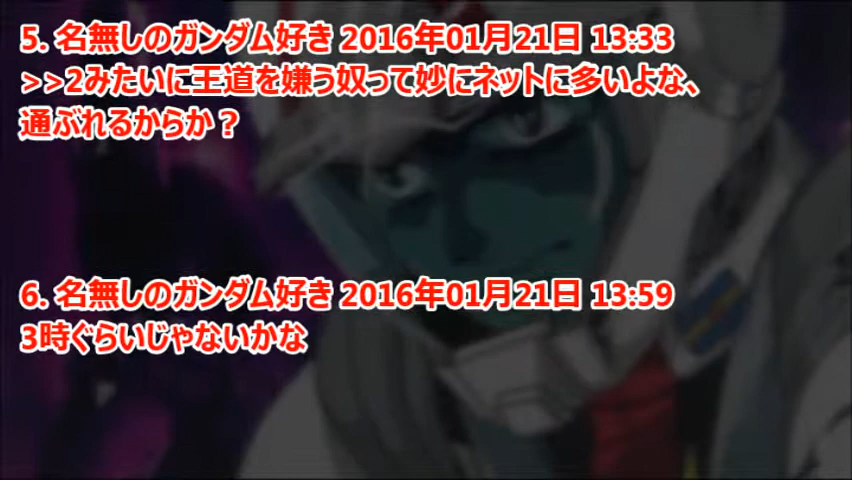 5. 名無しのガンダム好き 2016年01月21日 13:33
>>2みたいに王道を嫌う奴って妙にネットに多いよな、
通ぶれるからか？
6. 名無しのガンダム好き 2016年01月21日 13:59
3時ぐらいじゃないかな